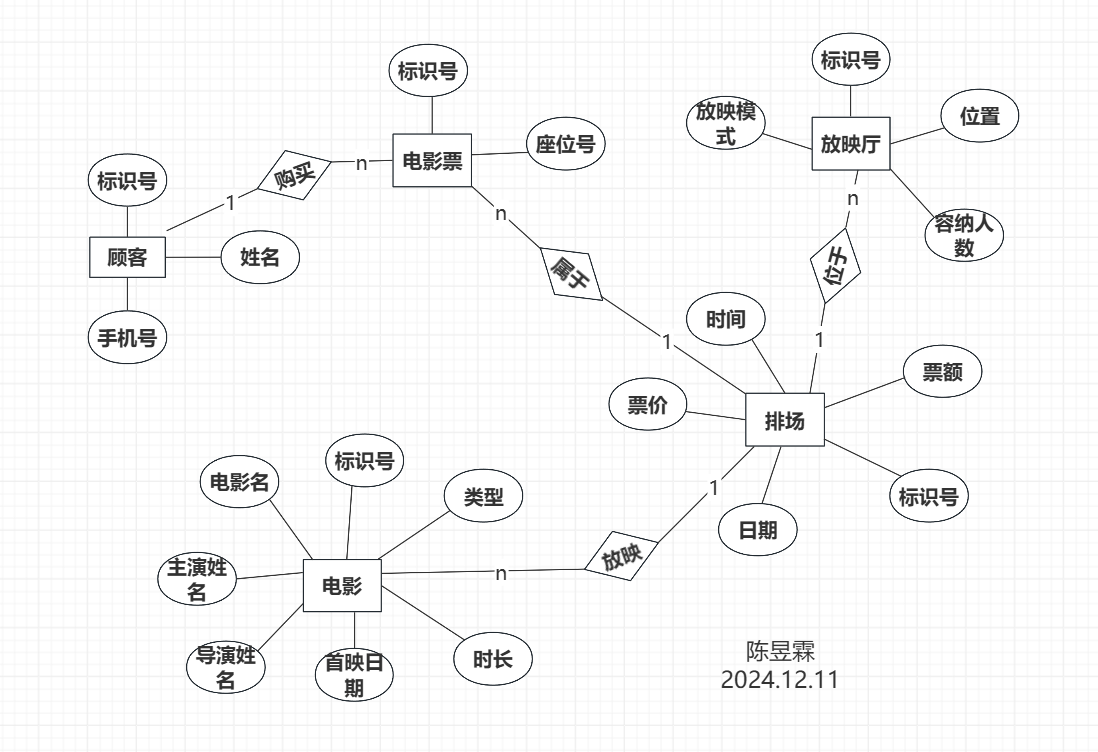 标识号
标识号
放映模
式
位置
座位号
放映厅
电影票
n
购买
标识号
1
n
n
容纳人
数
顾客
姓名
属于
位于
时间
手机号
1
1
票额
票价
排场
标识号
电影名
标识号
类型
1
日期
放映
主演姓
名
n
电影
导演姓
名
首映日
期
时长
陈昱霖
2024.12.11